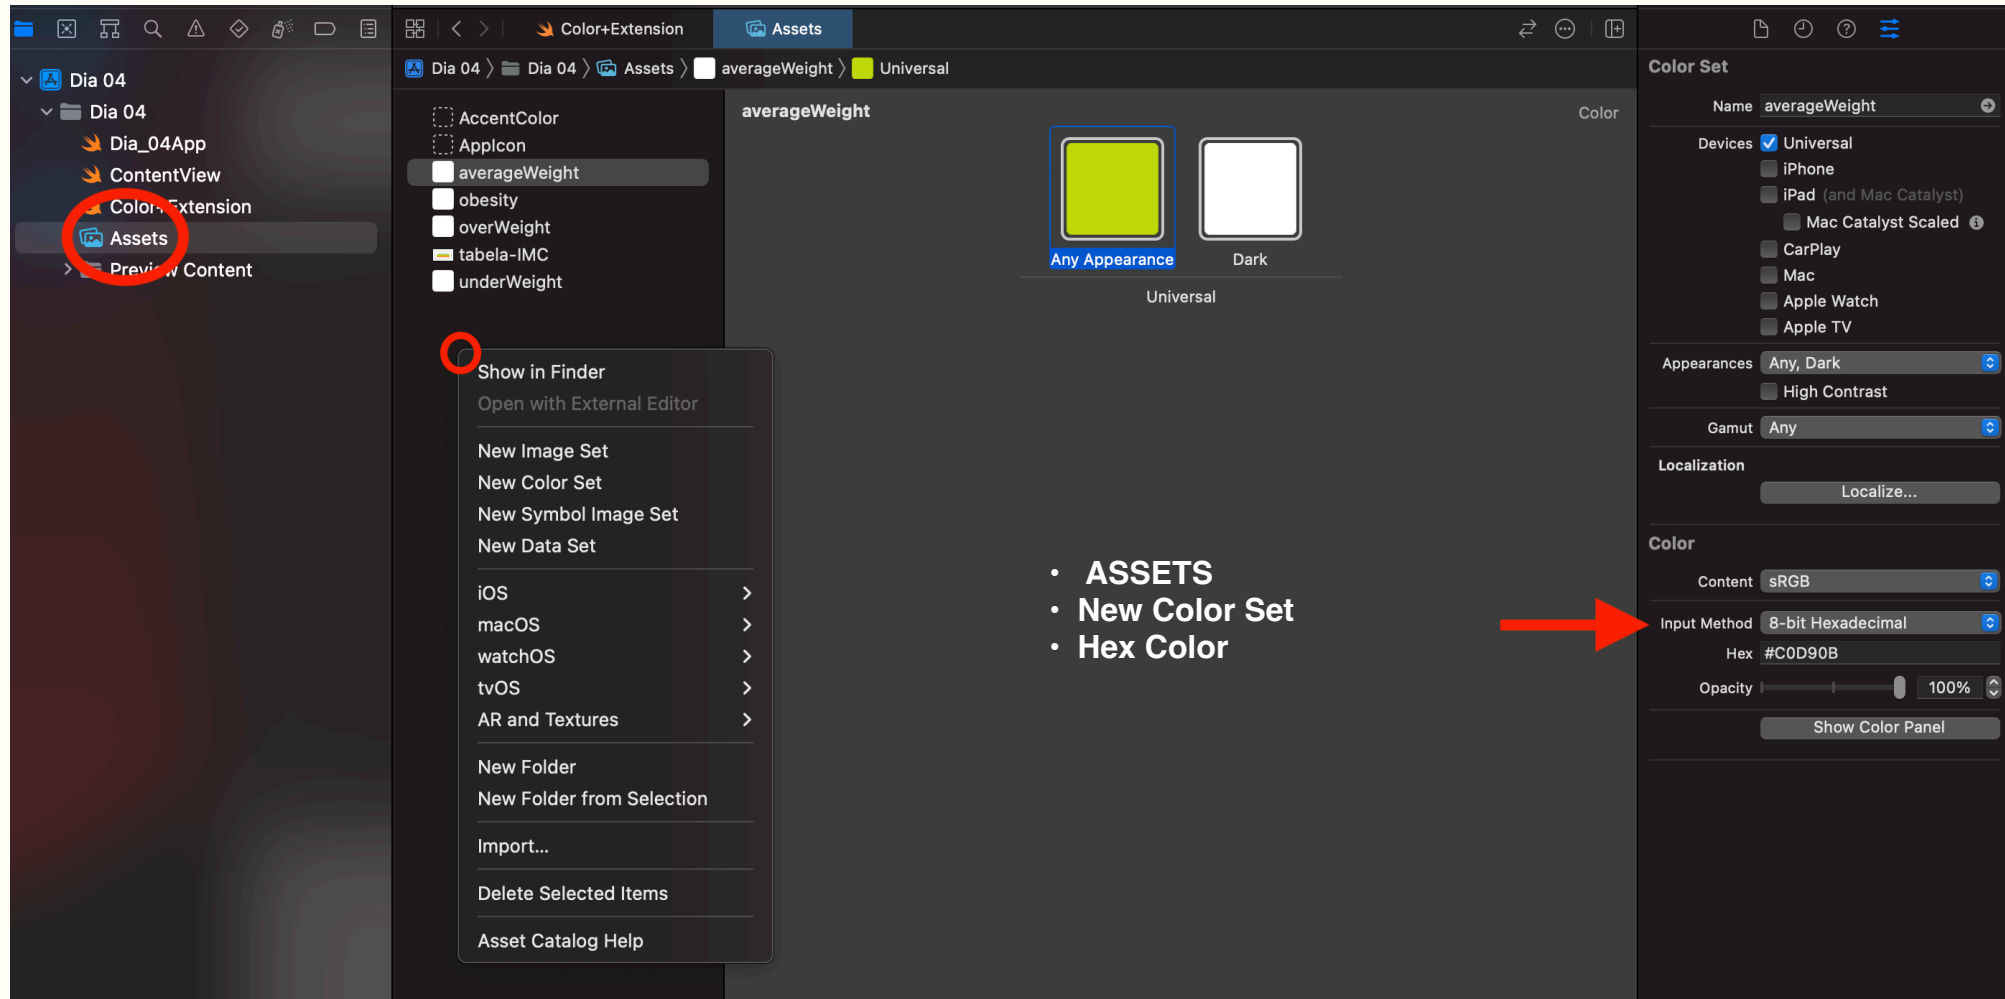 Color+Extension
Assets
Dia 04
Dia 04
Assets
averageWeight
Universal
Dia 04
Dia 04
Dia_04App
ContentView
Color+Extension
Assets
Preview Content
AccentColor
AppIcon
averageWeight
obesity
overWeight
tabela-IMC
underWeight
Show in Finder
Open with External Editor
New Image Set
New Color Set
New Symbol Image Set
New Data Set
iOS
macOS
watchOS
tvOS
AR and Textures
New Folder
New Folder from Selection
Import...
Delete Selected Items
Asset Catalog Help
averageWeight
Color
Any Appearance
Dark
Universal
• ASSETS
• New Color Set
• Hex Color
Color Set
Name averageWeight
Devices Universal
iPhone
iPad (and Mac Catalyst)
Mac Catalyst Scaled
CarPlay
Mac
Apple Watch
Apple TV
Appearances Any, Dark
High Contrast
Gamut Any
Localization
Localize...
Color
Content sRGB
Input Method 8-bit Hexadecimal
Hex #C0D90B
Opacity 100%
Show Color Panel